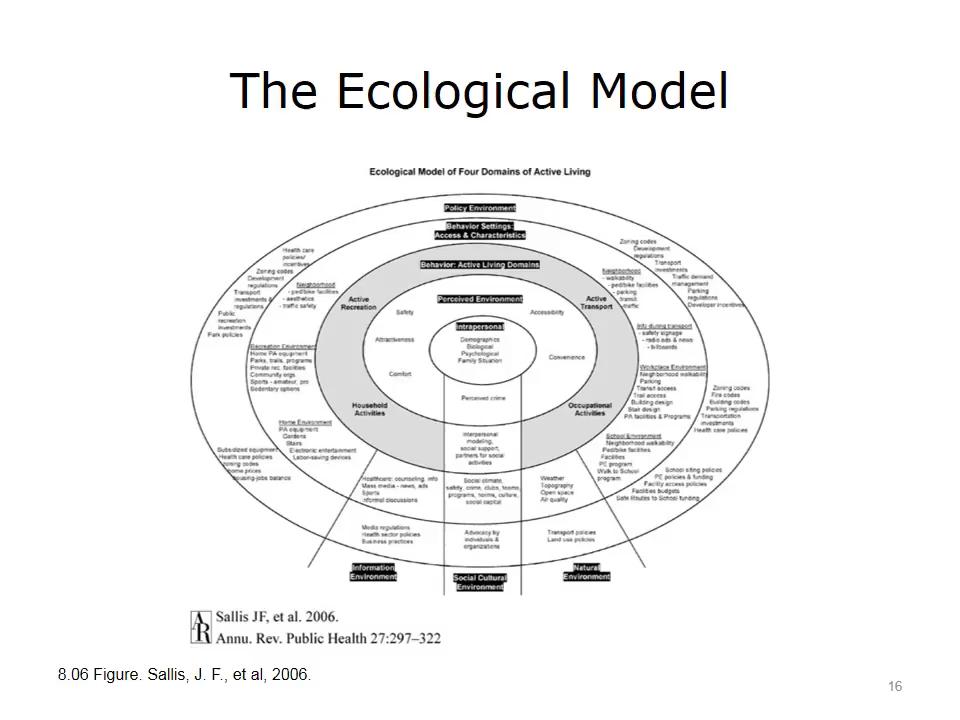 The Ecological Model
Ecological Model of Four Domains of Active Living
Policy Environment
Behavior Settings:
Access & Characteristics
Behavior: Active Living Domains
Perceived Environment
Intrapersonal
Demographics
Biological
Psychological
Family Situation
Safety
Accessibility
Attractiveness
Convenience
Comfort
Perceived crime
Active
Recreation
Active
Transport
Household
Activities
Occupational
Activities
Health care
policies/
incentives
Zoning codes
Development
regulations
Transport
investments &
regulations
Public
recreation
investments
Park policies
Neighborhood
- ped/bike facilities
- aesthetics
- traffic safety
Recreation Environment
Home PA equipment
Parks, trails, programs
Private rec. facilities
Community orgs.
Sports - amateur, pro
Sedentary options
Home Environment
PA equipment
Gardens
Stairs
Electronic entertainment
Labor-saving devices
Subsidized equipment
Health care policies
Zoning codes
home prices
housing-jobs balance
Zoning codes
Development
regulations
Transport
investments
Traffic demand
management
Parking
regulations
Developer incentives
Neighborhood
- walkability
- ped/bike facilities
- parking
- transit
- traffic
Info during transport
- safety signage
- radio ads & news
- billboards
Workplace Environment
Neighborhood walkability
Parking
Transit access
Trail access
Building design
Stair design
PA facilities & Programs
Zoning codes
Fire codes
Building codes
Parking regulations
Transportation
investments
Health care policies
School Environment
Neighborhood walkability
Ped/bike facilities
Facilities
PE program
Walk to School
program
School siting policies
PE policies & funding
Facility access policies
Facilities budgets
Safe Routes to School funding
Interpersonal
modeling,
social support,
partners for social
activities
Healthcare: counseling, info
Mass media - news, ads
Sports
Informal discussions
Social climate,
safety, crime, clubs, teams,
programs, norms, culture,
social capital
Weather
Topography
Open space
Air quality
Media regulations
Health sector policies
Business practices
Advocacy by
individuals &
organizations
Transport policies
Land use policies
Information
Environment
Social Cultural
Environment
Natural
Environment
AR
Sallis JF, et al. 2006.
Annu. Rev. Public Health 27:297–322
8.06 Figure. Sallis, J. F., et al, 2006.
16